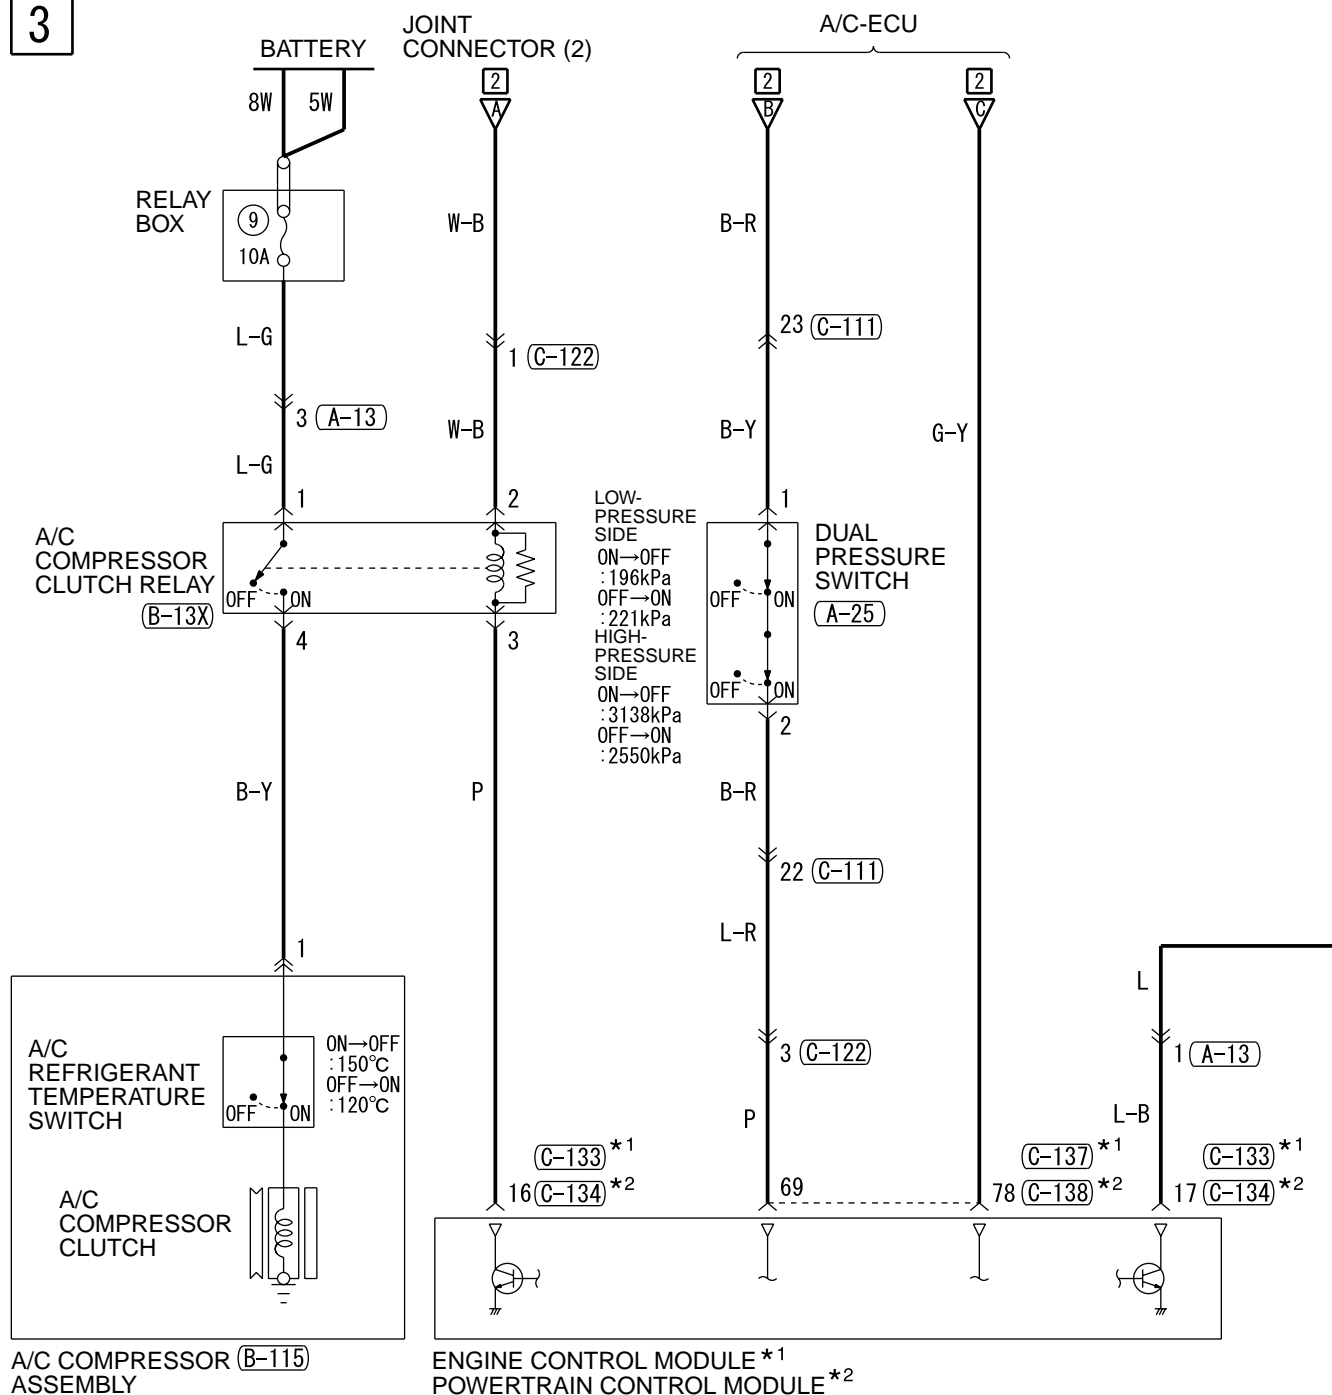 3
BATTERY
JOINT
CONNECTOR (2)
A/C-ECU
2
2
2
A
B
C
8W
5W
RELAY
BOX
9
10A
W-B
B-R
L-G
23 C-111
1 C-122
3 A-13
W-B
B-Y
G-Y
L-G
1
2
1
A/C
COMPRESSOR
CLUTCH RELAY
B-13X
OFF
ON
4
3
LOW-
PRESSURE
SIDE
ON→OFF
:196kPa
OFF→ON
:221kPa
HIGH-
PRESSURE
SIDE
ON→OFF
:3138kPa
OFF→ON
:2550kPa
OFF
ON
OFF
ON
DUAL
PRESSURE
SWITCH
A-25
2
B-Y
P
B-R
22 C-111
L-R
1
L
A/C
REFRIGERANT
TEMPERATURE
SWITCH
OFF
ON
ON→OFF
:150℃
OFF→ON
:120℃
3 C-122
1 A-13
P
L-B
C-133 *1
16 C-134 *2
69
C-137 *1
78 C-138 *2
C-133 *1
17 C-134 *2
A/C
COMPRESSOR
CLUTCH
A/C COMPRESSOR B-115
ASSEMBLY
ENGINE CONTROL MODULE *1
POWERTRAIN CONTROL MODULE *2